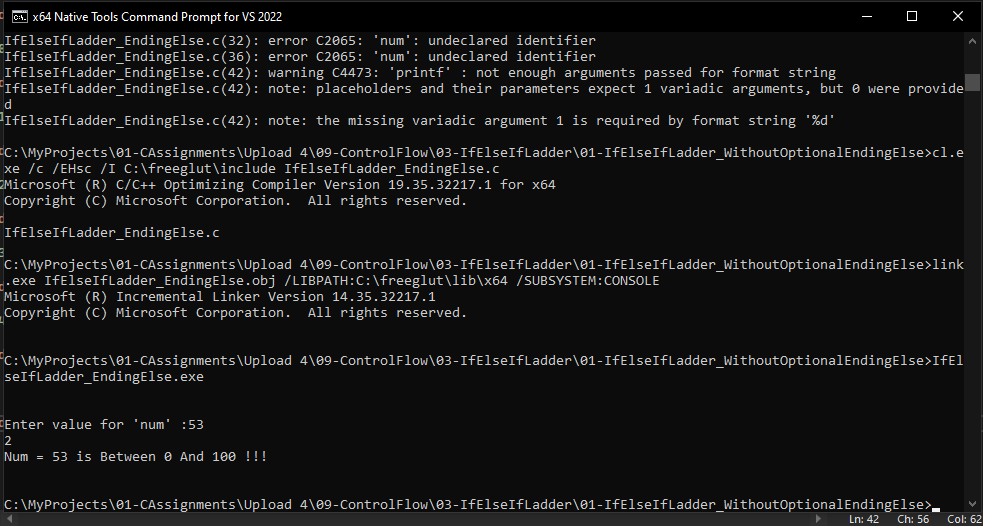 x64 Native Tools Command Prompt for VS 2022
IfElseIfLadder_EndingElse.c(32): error C2065: 'num': undeclared identifier
IfElseIfLadder_EndingElse.c(36): error C2065: 'num': undeclared identifier
IfElseIfLadder_EndingElse.c(42): warning C4473: 'printf' : not enough arguments passed for format string
IfElseIfLadder_EndingElse.c(42): note: placeholders and their parameters expect 1 variadic arguments, but 0 were provide
d
IfElseIfLadder_EndingElse.c(42): note: the missing variadic argument 1 is required by format string '%d'
C:\MyProjects\01-CAssignments\Upload 4\09-ControlFlow\03-IfElseIfLadder\01-IfElseIfLadder_WithoutOptionalEndingElse>cl.e
xe /c /EHsc /I C:\freeglut\include IfElseIfLadder_EndingElse.c
Microsoft (R) C/C++ Optimizing Compiler Version 19.35.32217.1 for x64
Copyright (C) Microsoft Corporation.  All rights reserved.
IfElseIfLadder_EndingElse.c
C:\MyProjects\01-CAssignments\Upload 4\09-ControlFlow\03-IfElseIfLadder\01-IfElseIfLadder_WithoutOptionalEndingElse>link
.exe IfElseIfLadder_EndingElse.obj /LIBPATH:C:\freeglut\lib\x64 /SUBSYSTEM:CONSOLE
Microsoft (R) Incremental Linker Version 14.35.32217.1
Copyright (C) Microsoft Corporation.  All rights reserved.
C:\MyProjects\01-CAssignments\Upload 4\09-ControlFlow\03-IfElseIfLadder\01-IfElseIfLadder_WithoutOptionalEndingElse>IfEl
seIfLadder_EndingElse.exe
Enter value for 'num' :53
2
Num = 53 is Between 0 And 100 !!!
C:\MyProjects\01-CAssignments\Upload 4\09-ControlFlow\03-IfElseIfLadder\01-IfElseIfLadder_WithoutOptionalEndingElse>
Ln: 42 Ch: 56 Col: 62